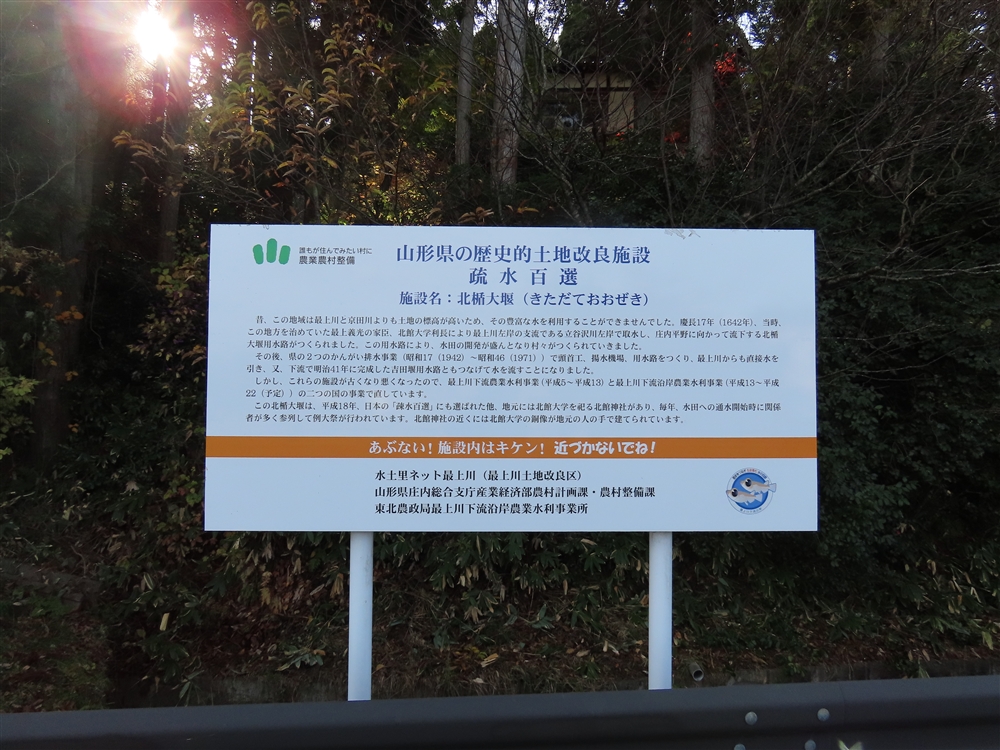 誰もが住んでみたい村に
農業農村整備
山形県の歴史的土地改良施設
疏水百選
施設名：北楯大堰（きただておおぜき）
昔、この地域は最上川と京田川よりも土地の標高が高いため、その豊富な水を利用することができませんでした。慶長17年（1642年）、当時、
この地方を治めていた最上義光の家臣、北館大学利長により最上川左岸の支流である立谷沢川左岸で取水し、庄内平野に向かって流下する北楯
大堰用水路がつくられました。この用水路により、水田の開発が盛んとなり村々がつくられていきました。
その後、県の２つのかんがい排水事業（昭和17（1942）～昭和46（1971））で頭首工、揚水機場、用水路をつくり、最上川からも直接水を
引き、又、下流で明治41年に完成した吉田堰用水路ともつなげて水を流すことになりました。
しかし、これらの施設が古くなり悪くなったので、最上川下流農業水利事業（平成5～平成13）と最上川下流沿岸農業水利事業（平成13～平成
22（予定））の二つの国の事業で直しています。
この北楯大堰は、平成18年、日本の「疎水百選」にも選ばれた他、地元には北館大学を祀る北館神社があり、毎年、水田への通水開始時に関係
者が多く参列して例大祭が行われています。北館神社の近くには北館大学の銅像が地元の人の手で建てられています。
あぶない！施設内はキケン！近づかないでね！
水土里ネット最上川（最上川土地改良区）
山形県庄内総合支庁産業経済部農村計画課・農村整備課
東北農政局最上川下流沿岸農業水利事業所